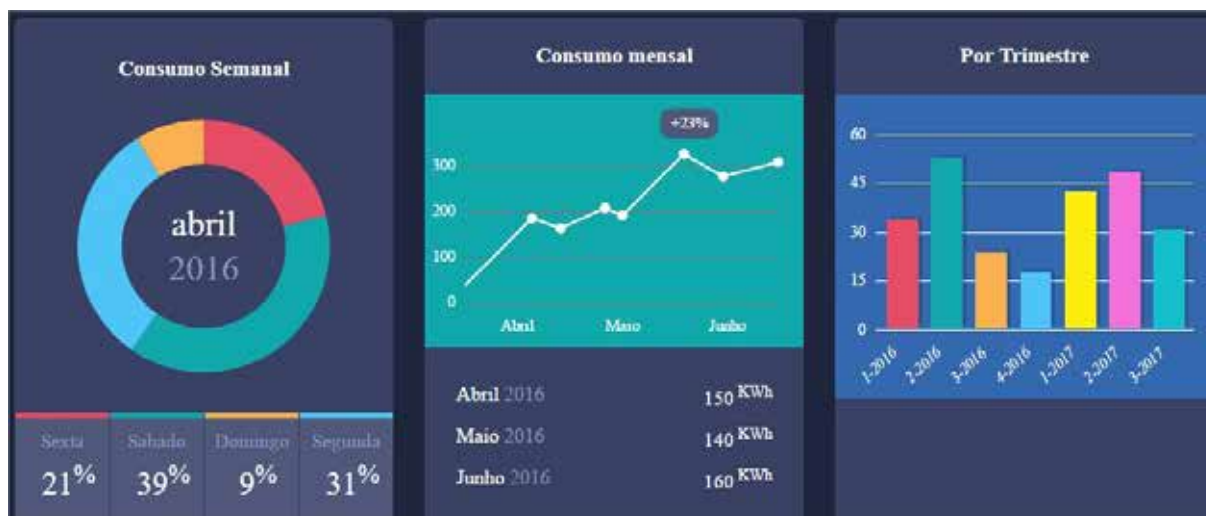 Consumo Semanal
abril
2016
Sexta
21%
Sabado
39%
Domingo
9%
Segunda
31%
Consumo mensal
+23%
300
200
100
0
Abril
Maio
Junho
Abril 2016
150 KWh
Maio 2016
140 KWh
Junho 2016
160 KWh
Por Trimestre
60
45
30
15
0
1-2016
2-2016
3-2016
4-2016
1-2017
2-2017
3-2017